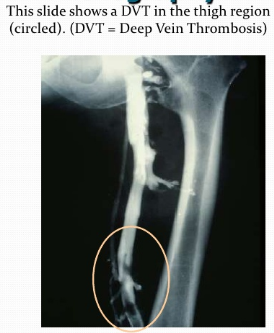 This slide shows a DVT in the thigh region
(circled). (DVT = Deep Vein Thrombosis)